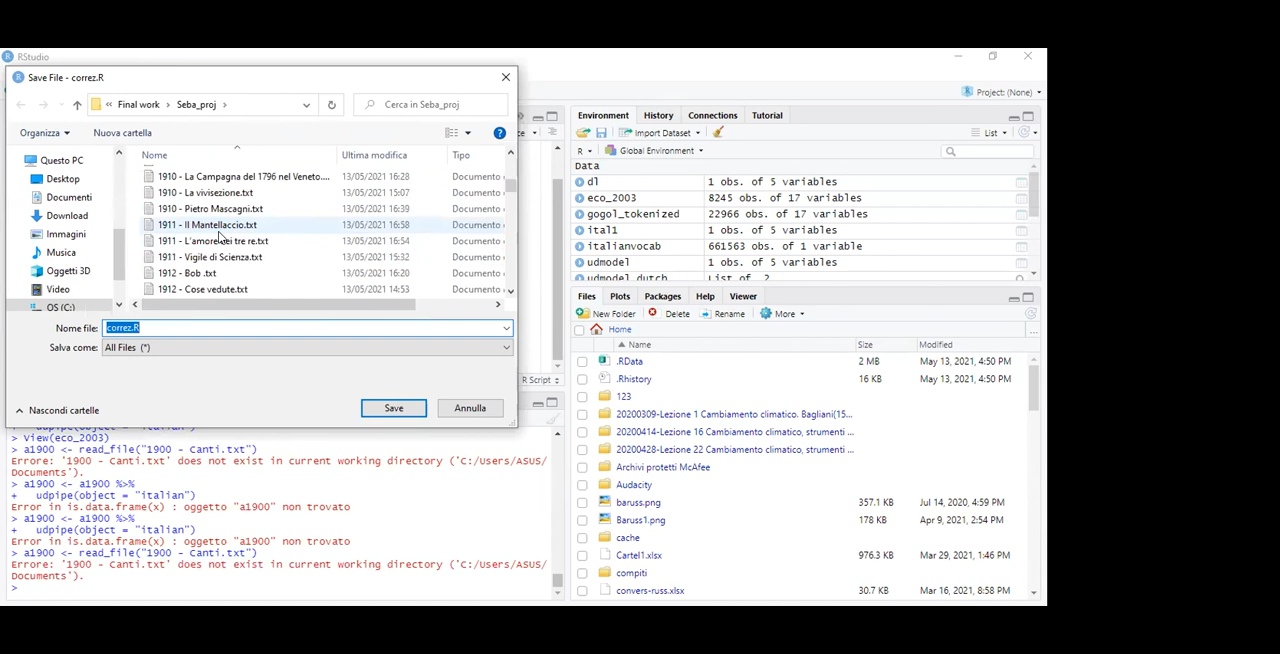 RStudio
Save File - correz.R
« Final work › Seba_proj ›
Cerca in Seba_proj
Organizza
Nuova cartella
Questo PC
Desktop
Documenti
Download
Immagini
Musica
Oggetti 3D
Video
OS (C:)
Nome Ultima modifica Tipo
1910 - La Campagna del 1796 nel Veneto.... 13/05/2021 16:28 Documento
1910 - La vivisezione.txt 13/05/2021 15:07 Documento
1910 - Pietro Mascagni.txt 13/05/2021 16:39 Documento
1911 - Il Mantellaccio.txt 13/05/2021 16:58 Documento
1911 - L'amore dei tre re.txt 13/05/2021 16:54 Documento
1911 - Vigile di Scienza.txt 13/05/2021 15:32 Documento
1912 - Bob .txt 13/05/2021 16:20 Documento
1912 - Cose vedute.txt 13/05/2021 14:53 Documento
Nome file: correz.R
Salva come: All Files (*)
Nascondi cartelle
Save
Annulla
R Script
> View(eco_2003)
> a1900 <- read_file("1900 - Canti.txt")
Errore: '1900 - Canti.txt' does not exist in current working directory ('C:/Users/ASUS/
Documents').
> a1900 <- a1900 %>%
+   udpipe(object = "italian")
Error in is.data.frame(x) : oggetto "a1900" non trovato
> a1900 <- a1900 %>%
+   udpipe(object = "italian")
Error in is.data.frame(x) : oggetto "a1900" non trovato
> a1900 <- read_file("1900 - Canti.txt")
Errore: '1900 - Canti.txt' does not exist in current working directory ('C:/Users/ASUS/
Documents').
>
Project: (None)
Environment History Connections Tutorial
Import Dataset
List
R Global Environment
Data
dl 1 obs. of 5 variables
eco_2003 8245 obs. of 17 variables
gogol_tokenized 22966 obs. of 17 variables
ital1 1 obs. of 5 variables
italianvocab 661563 obs. of 1 variable
udmodel 1 obs. of 5 variables
udmodel_dutch List of 2
Files Plots Packages Help Viewer
New Folder Delete Rename More
Home
...
Name Size Modified
.RData 2 MB May 13, 2021, 4:50 PM
.Rhistory 16 KB May 13, 2021, 4:50 PM
123
20200309-Lezione 1 Cambiamento climatico. Bagliani(15...
20200414-Lezione 16 Cambiamento climatico, strumenti ...
20200428-Lezione 22 Cambiamento climatico, strumenti ...
Archivi protetti McAfee
Audacity
baruss.png 357.1 KB Jul 14, 2020, 4:59 PM
Baruss1.png 178 KB Apr 9, 2021, 2:54 PM
cache
Cartel1.xlsx 976.3 KB Mar 29, 2021, 1:46 PM
compiti
convers-russ.xlsx 30.7 KB Mar 16, 2021, 8:58 PM